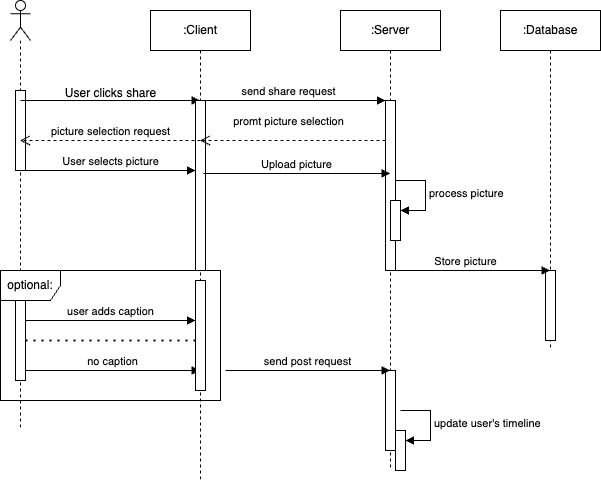 :Client
:Server
:Database
User clicks share
send share request
promt picture selection
picture selection request
User selects picture
Upload picture
process picture
Store picture
optional:
user adds caption
no caption
send post request
update user's timeline